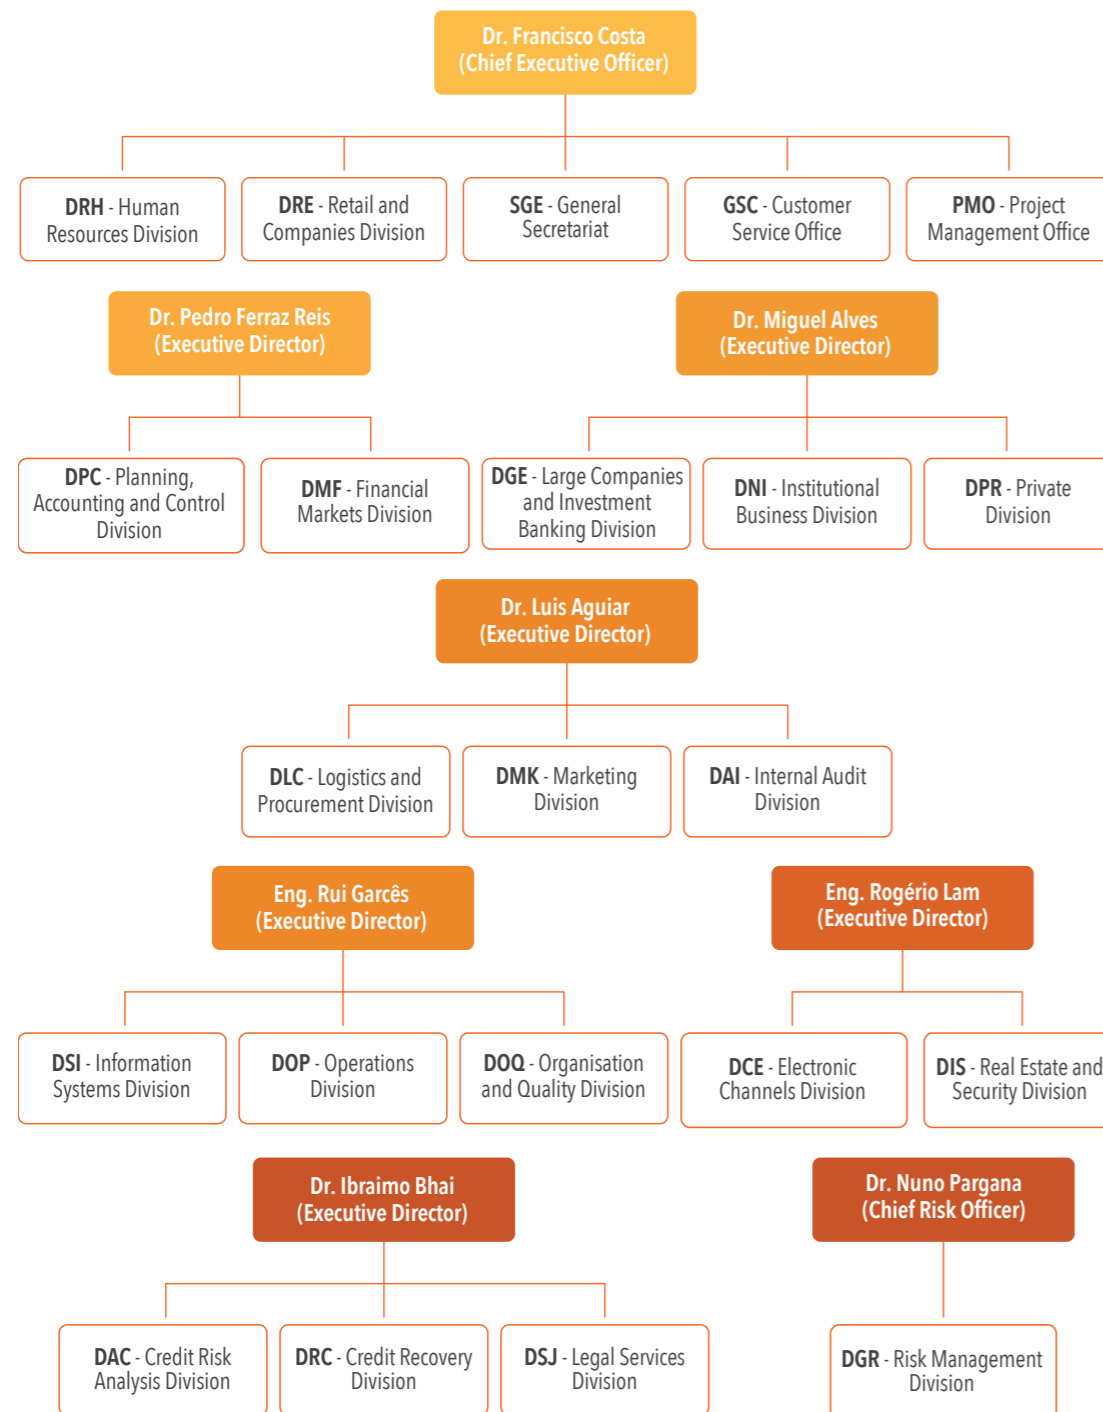 Dr. Francisco Costa
(Chief Executive Officer)
DRH - Human
Resources Division
DRE - Retail and
Companies Division
SGE - General
Secretariat
GSC - Customer
Service Office
PMO - Project
Management Office
Dr. Pedro Ferraz Reis
(Executive Director)
Dr. Miguel Alves
(Executive Director)
DPC - Planning,
Accounting and Control
Division
DMF - Financial
Markets Division
DGE - Large Companies
and Investment
Banking Division
DNI - Institutional
Business Division
DPR - Private
Division
Dr. Luis Aguiar
(Executive Director)
DLC - Logistics and
Procurement Division
DMK - Marketing
Division
DAI - Internal Audit
Division
Eng. Rui Garcês
(Executive Director)
Eng. Rogério Lam
(Executive Director)
DSI - Information
Systems Division
DOP - Operations
Division
DOQ - Organisation
and Quality Division
DCE - Electronic
Channels Division
DIS - Real Estate and
Security Division
Dr. Ibraimo Bhai
(Executive Director)
Dr. Nuno Pargana
(Chief Risk Officer)
DAC - Credit Risk
Analysis Division
DRC - Credit Recovery
Division
DSJ - Legal Services
Division
DGR - Risk Management
Division